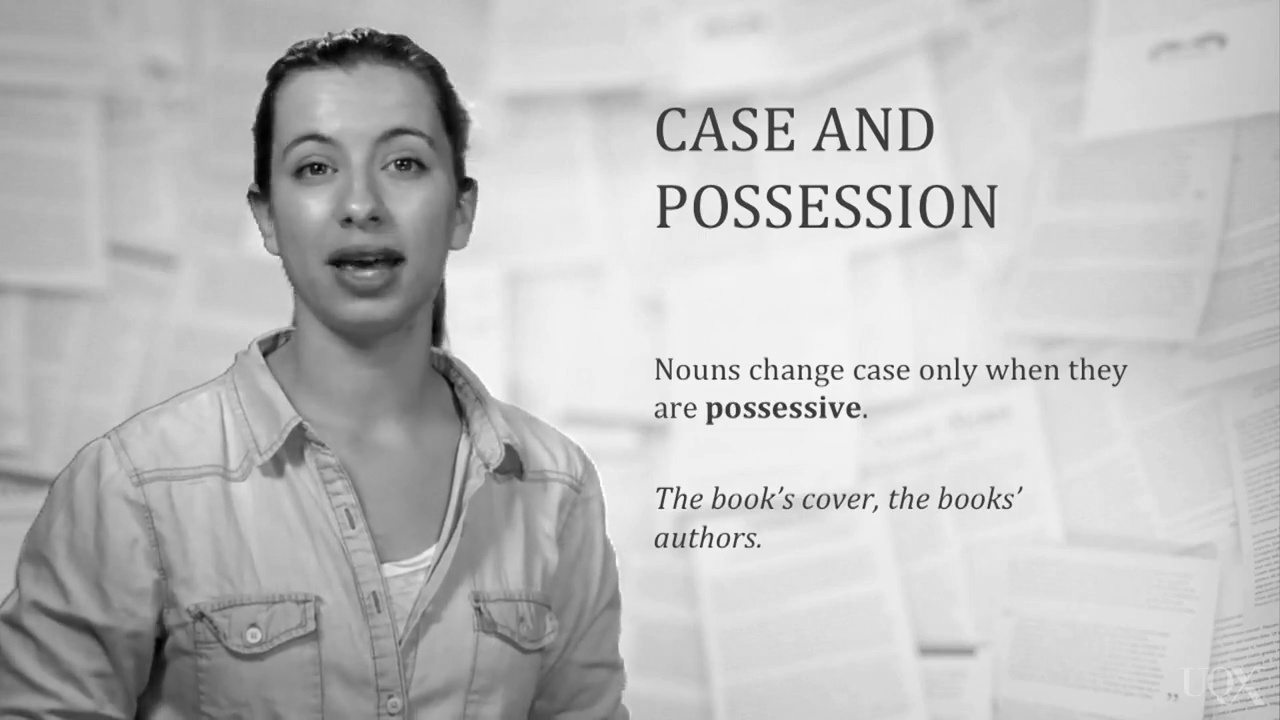 CASE AND
POSSESSION
Nouns change case only when they
are possessive.
The book’s cover, the books’
authors.
UQX